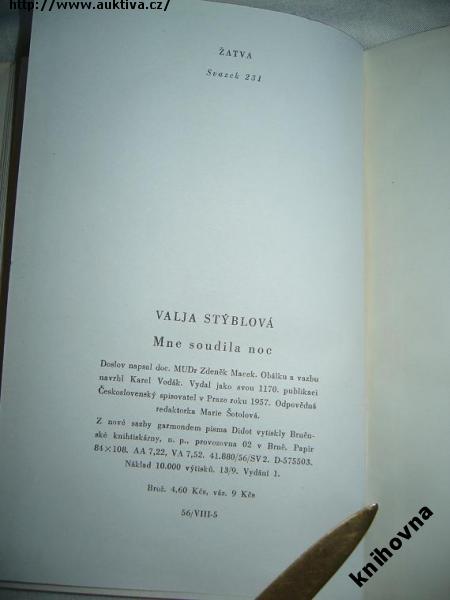 http://www.auktiva.cz/
ŽATVA
Svazek 231
VALJA STÝBLOVÁ
Mne soudila noc
Doslov napsal doc. MUDr Zdeněk Macek. Obálku a vazbu
navrhl Karel Vodák. Vydal jako svou 1170. publikaci
Československý spisovatel v Praze roku 1957. Odpovědná
redaktorka Marie Šotolová.
Z nové sazby garmondem písma Didot vytiskly Brněn-
ské knihtiskárny, n. p., provozovna 02 v Brně. Papír
84×108. AA 7,22, VA 7,52. 41.880/56/SV2. D-575503.
Náklad 10.000 výtisků. 13/9. Vydání 1.
Brož. 4,60 Kčs, váz. 9 Kčs
56/VIII-5
knihovna